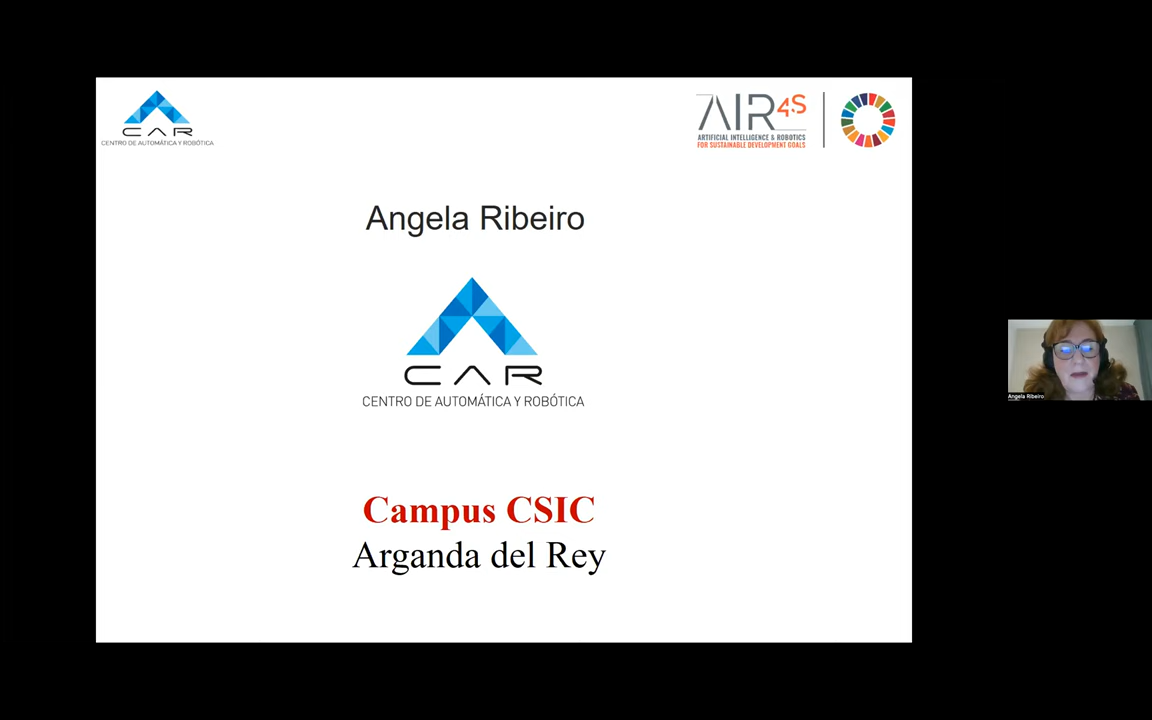 CAR
CENTRO DE AUTOMÁTICA Y ROBÓTICA
AIR4S
ARTIFICIAL INTELLIGENCE & ROBOTICS
FOR SUSTAINABLE DEVELOPMENT GOALS
Angela Ribeiro
CAR
CENTRO DE AUTOMÁTICA Y ROBÓTICA
Campus CSIC
Arganda del Rey
Angela Ribeiro